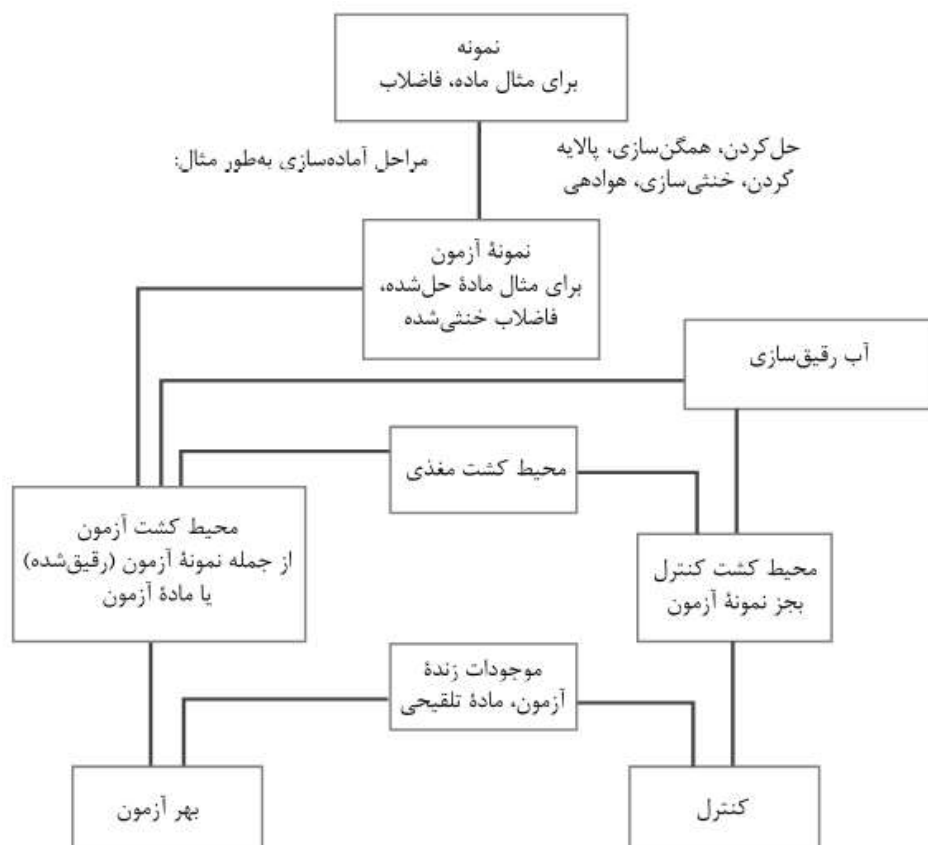 نمونه
برای مثال ماده، فاضلاب
حل‌کردن، همگن‌سازی، پالایه
کردن، خنثی‌سازی، هوادهی
مراحل آماده‌سازی به‌طور مثال:
نمونهٔ آزمون
برای مثال مادهٔ حل‌شده،
فاضلاب خنثی‌شده
آب رقیق‌سازی
محیط کشت مغذی
محیط کشت آزمون
از جمله نمونهٔ آزمون (رقیق‌شده)
یا مادهٔ آزمون
محیط کشت کنترل
بجز نمونهٔ آزمون
موجودات زندهٔ
آزمون، مادهٔ تلقیحی
کنترل
بهر آزمون